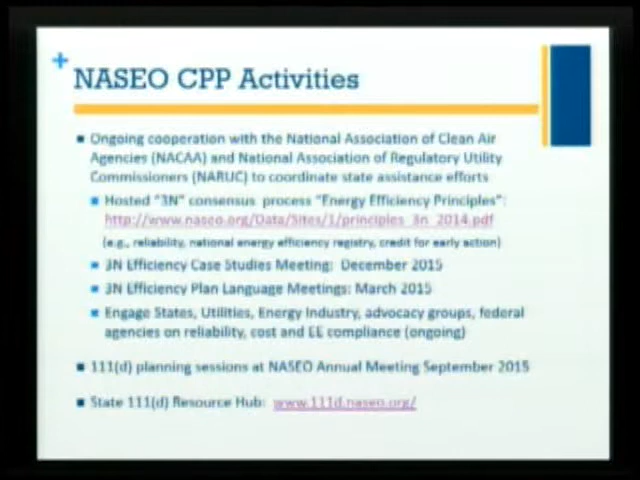 NASEO CPP Activities
Ongoing cooperation with the National Association of Clean Air
Agencies (NACAA) and National Association of Regulatory Utility
Commissioners (NARUC) to coordinate state assistance efforts
Hosted "3N" consensus process "Energy Efficiency Principles":
http://www.naseo.org/Data/Sites/1/principles_3n_2014.pdf
(e.g., reliability, national energy efficiency registry, credit for early action)
3N Efficiency Case Studies Meeting: December 2015
3N Efficiency Plan Language Meetings: March 2015
Engage States, Utilities, Energy Industry, advocacy groups, federal
agencies on reliability, cost and EE compliance (ongoing)
111(d) planning sessions at NASEO Annual Meeting September 2015
State 111(d) Resource Hub: www.111d.naseo.org/